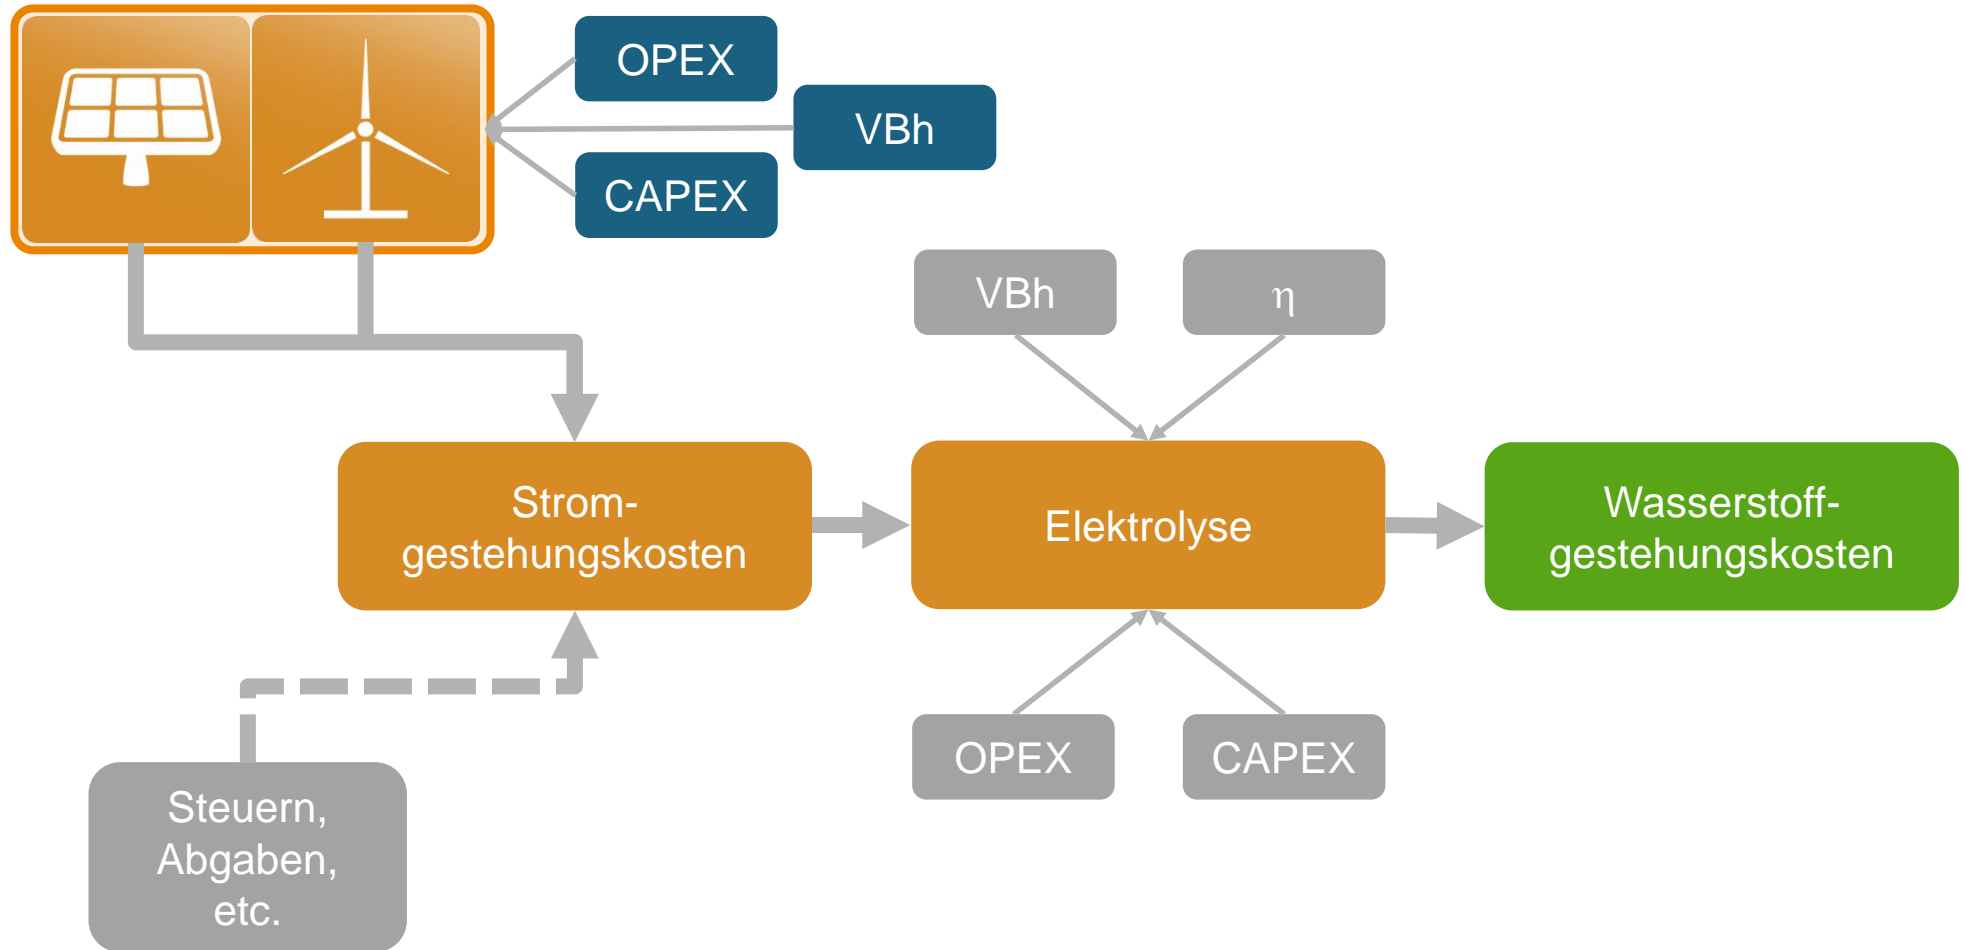 OPEX
VBh
CAPEX
VBh
η
Strom-
gestehungskosten
Elektrolyse
Wasserstoff-
gestehungskosten
OPEX
CAPEX
Steuern,
Abgaben,
etc.